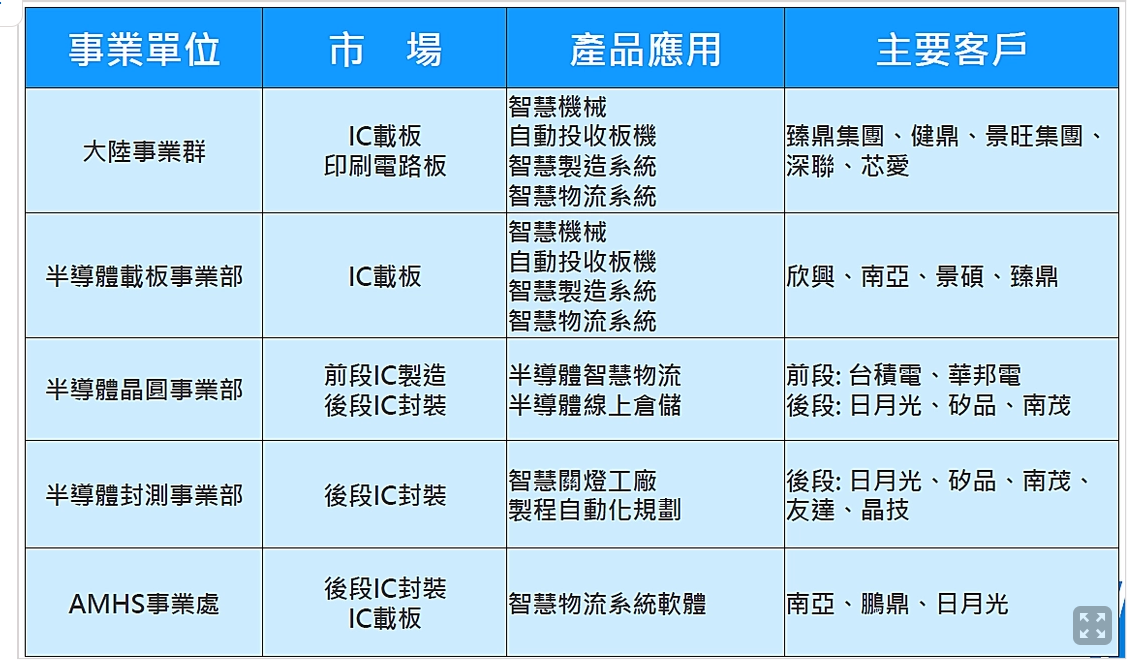 事業單位
市 場
產品應用
主要客戶
大陸事業群
IC載板
印刷電路板
智慧機械
自動投收板機
智慧製造系統
智慧物流系統
臻鼎集團、健鼎、景旺集團、
深聯、芯愛
半導體載板事業部
IC載板
智慧機械
自動投收板機
智慧製造系統
智慧物流系統
欣興、南亞、景碩、臻鼎
半導體晶圓事業部
前段IC製造
後段IC封裝
半導體智慧物流
半導體線上倉儲
前段: 台積電、華邦電
後段: 日月光、矽品、南茂
半導體封測事業部
後段IC封裝
智慧關燈工廠
製程自動化規劃
後段: 日月光、矽品、南茂、
友達、晶技
AMHS事業處
後段IC封裝
IC載板
智慧物流系統軟體
南亞、鵬鼎、日月光